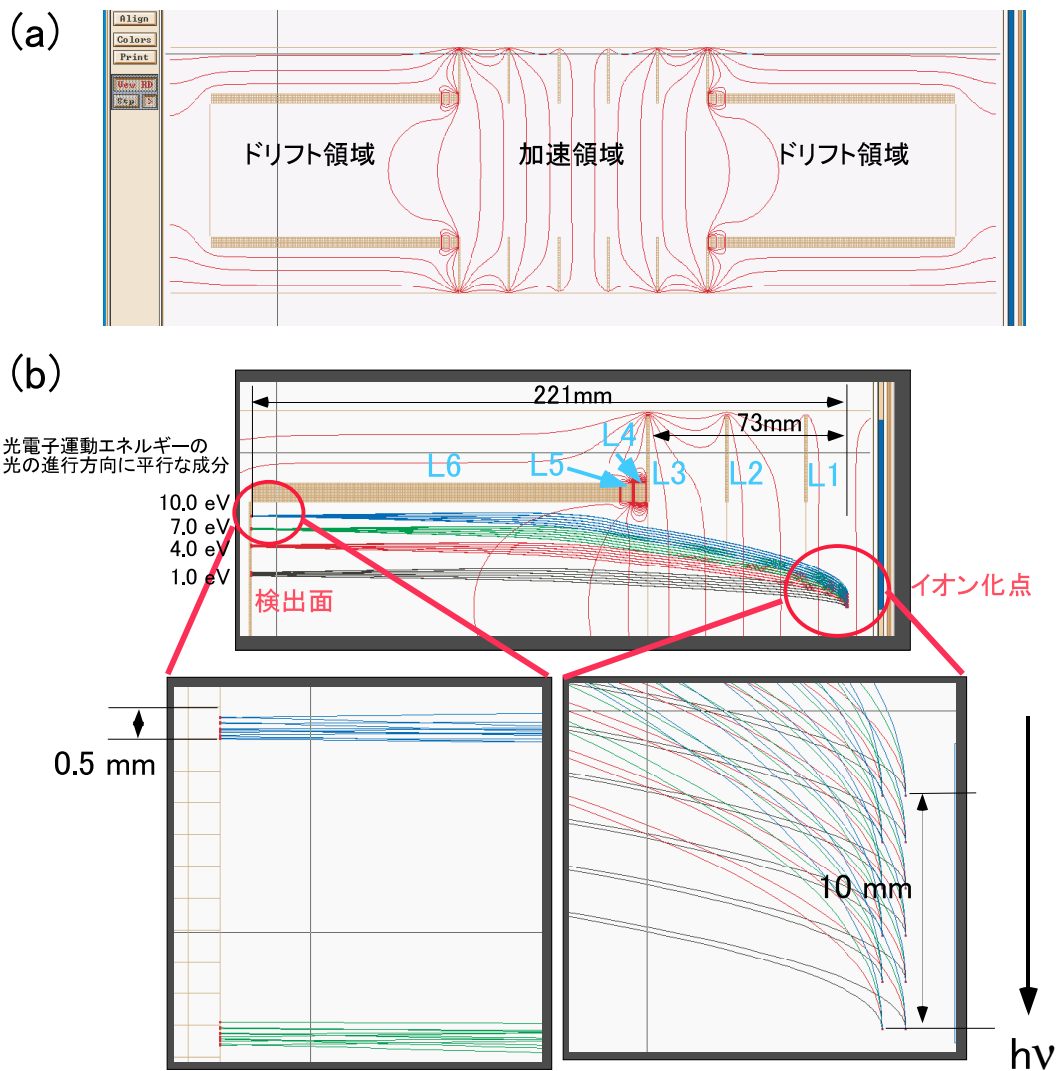 (a)
Align
Colors
Print
View HD
Stp
>
ドリフト領域
加速領域
ドリフト領域
(b)
221mm
73mm
光電子運動エネルギーの
光の進行方向に平行な成分
L4
L6
L5
L3
L2
L1
10.0 eV
7.0 eV
4.0 eV
1.0 eV
検出面
イオン化点
0.5 mm
10 mm
hν